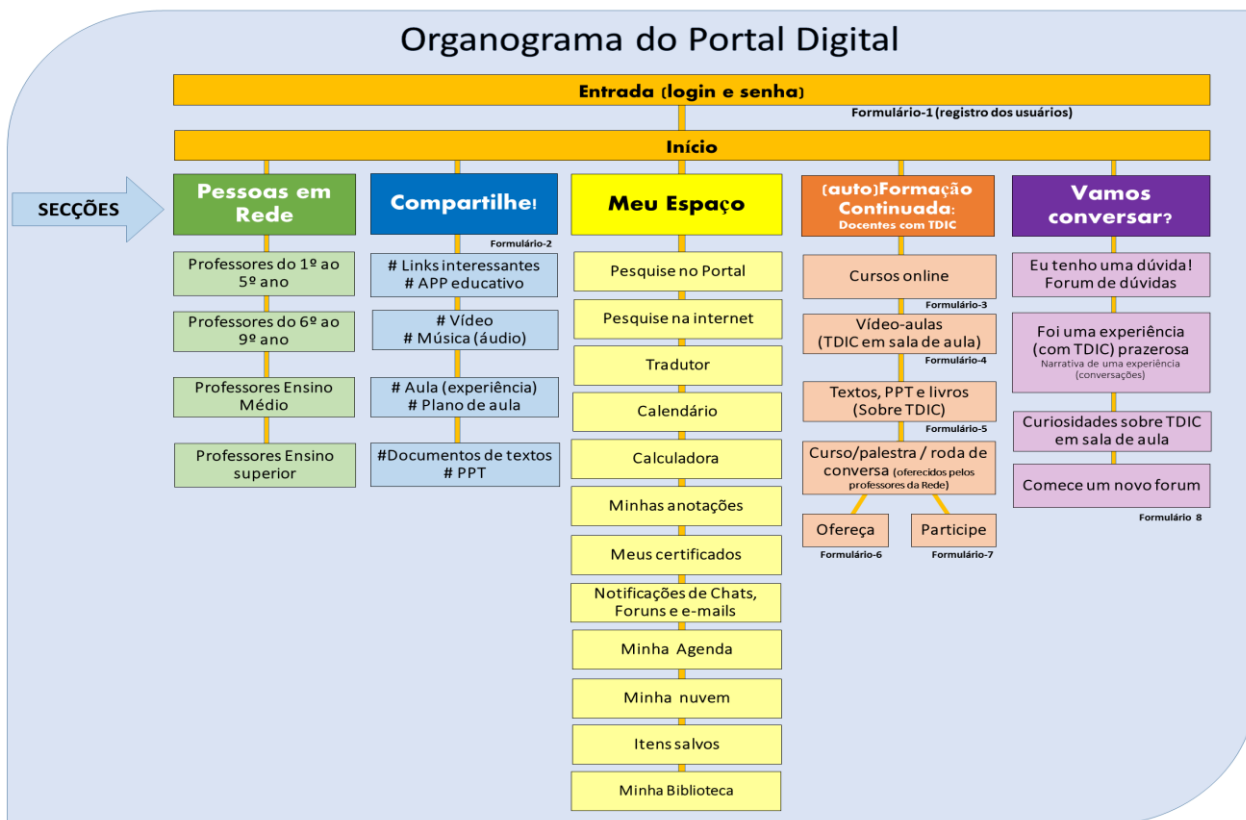 Organograma do Portal Digital
Entrada (login e senha)
Formulário-1 (registro dos usuários)
Início
SECÇÕES
Pessoas em
Rede
Professores do 1º ao
5º ano
Professores do 6º ao
9º ano
Professores Ensino
Médio
Professores Ensino
superior
Compartilhe!
Formulário-2
# Links interessantes
# APP educativo
# Vídeo
# Música (áudio)
# Aula (experiência)
# Plano de aula
#Documentos de textos
# PPT
Meu Espaço
Pesquise no Portal
Pesquise na internet
Tradutor
Calendário
Calculadora
Minhas anotações
Meus certificados
Notificações de Chats,
Foruns e e-mails
Minha Agenda
Minha nuvem
Itens salvos
Minha Biblioteca
(auto)Formação
Continuada:
Docentes com TDIC
Cursos online
Formulário-3
Vídeo-aulas
(TDIC em sala de aula)
Formulário-4
Textos, PPT e livros
(Sobre TDIC)
Formulário-5
Curso/palestra / roda de
conversa (oferecidos pelos
professores da Rede)
Ofereça
Formulário-6
Participe
Formulário-7
Vamos
conversar?
Eu tenho uma dúvida!
Forum de dúvidas
Foi uma experiência
(com TDIC) prazerosa
Narrativa de uma experiência
(conversações)
Curiosidades sobre TDIC
em sala de aula
Comece um novo forum
Formulário 8